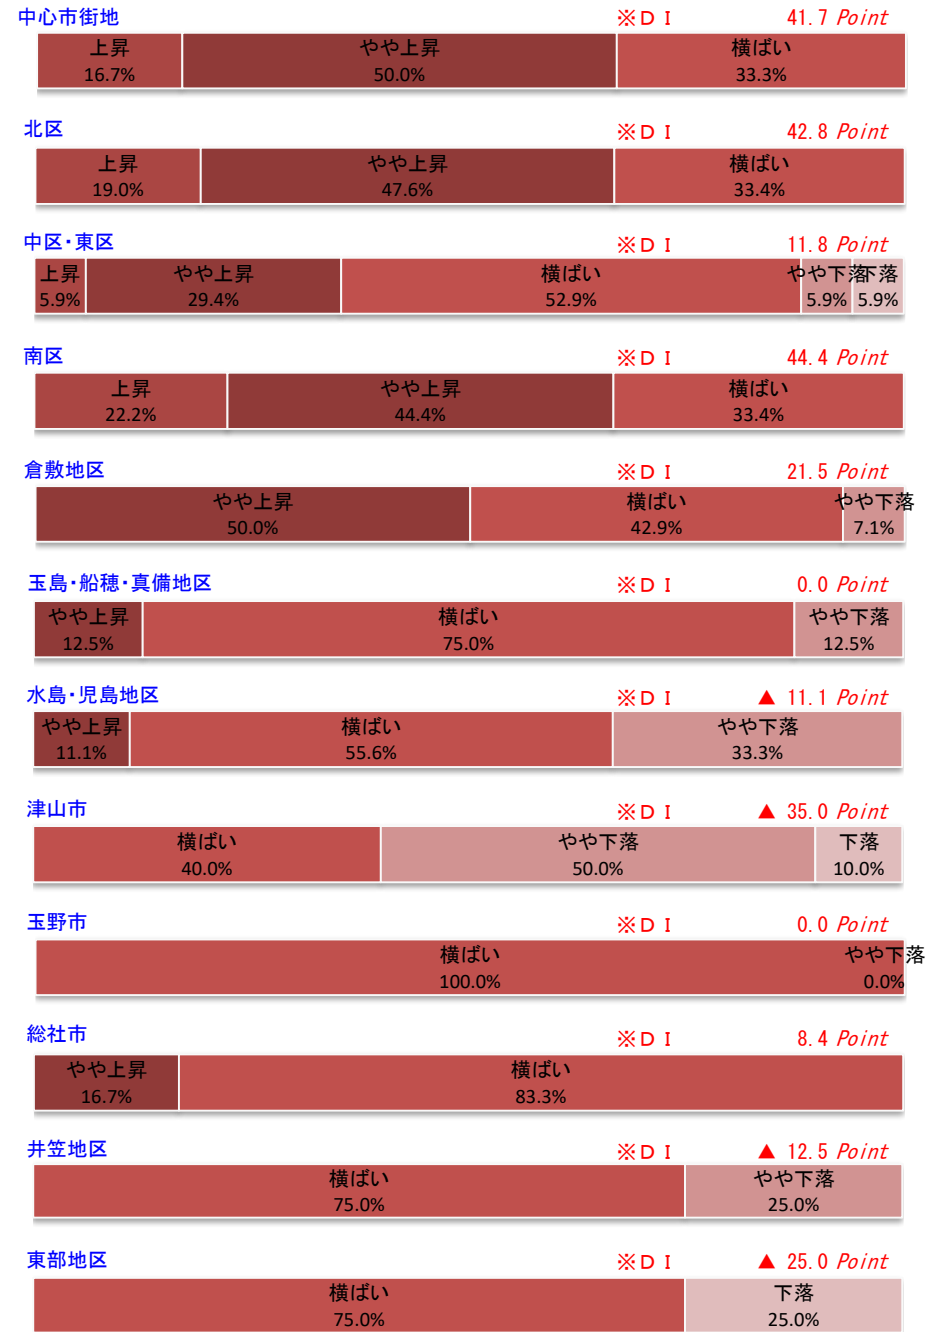 中心市街地 ※ＤＩ 41.7 Point
上昇 やや上昇 横ばい
16.7% 50.0% 33.3%
北区 ※ＤＩ 42.8 Point
上昇 やや上昇 横ばい
19.0% 47.6% 33.4%
中区・東区 ※ＤＩ 11.8 Point
上昇 やや上昇 横ばい やや下落 下落
5.9% 29.4% 52.9% 5.9% 5.9%
南区 ※ＤＩ 44.4 Point
上昇 やや上昇 横ばい
22.2% 44.4% 33.4%
倉敷地区 ※ＤＩ 21.5 Point
やや上昇 横ばい やや下落
50.0% 42.9% 7.1%
玉島・船穂・真備地区 ※ＤＩ 0.0 Point
やや上昇 横ばい やや下落
12.5% 75.0% 12.5%
水島・児島地区 ※ＤＩ ▲ 11.1 Point
やや上昇 横ばい やや下落
11.1% 55.6% 33.3%
津山市 ※ＤＩ ▲ 35.0 Point
横ばい やや下落 下落
40.0% 50.0% 10.0%
玉野市 ※ＤＩ 0.0 Point
横ばい やや下落
100.0% 0.0%
総社市 ※ＤＩ 8.4 Point
やや上昇 横ばい
16.7% 83.3%
井笠地区 ※ＤＩ ▲ 12.5 Point
横ばい やや下落
75.0% 25.0%
東部地区 ※ＤＩ ▲ 25.0 Point
横ばい 下落
75.0% 25.0%